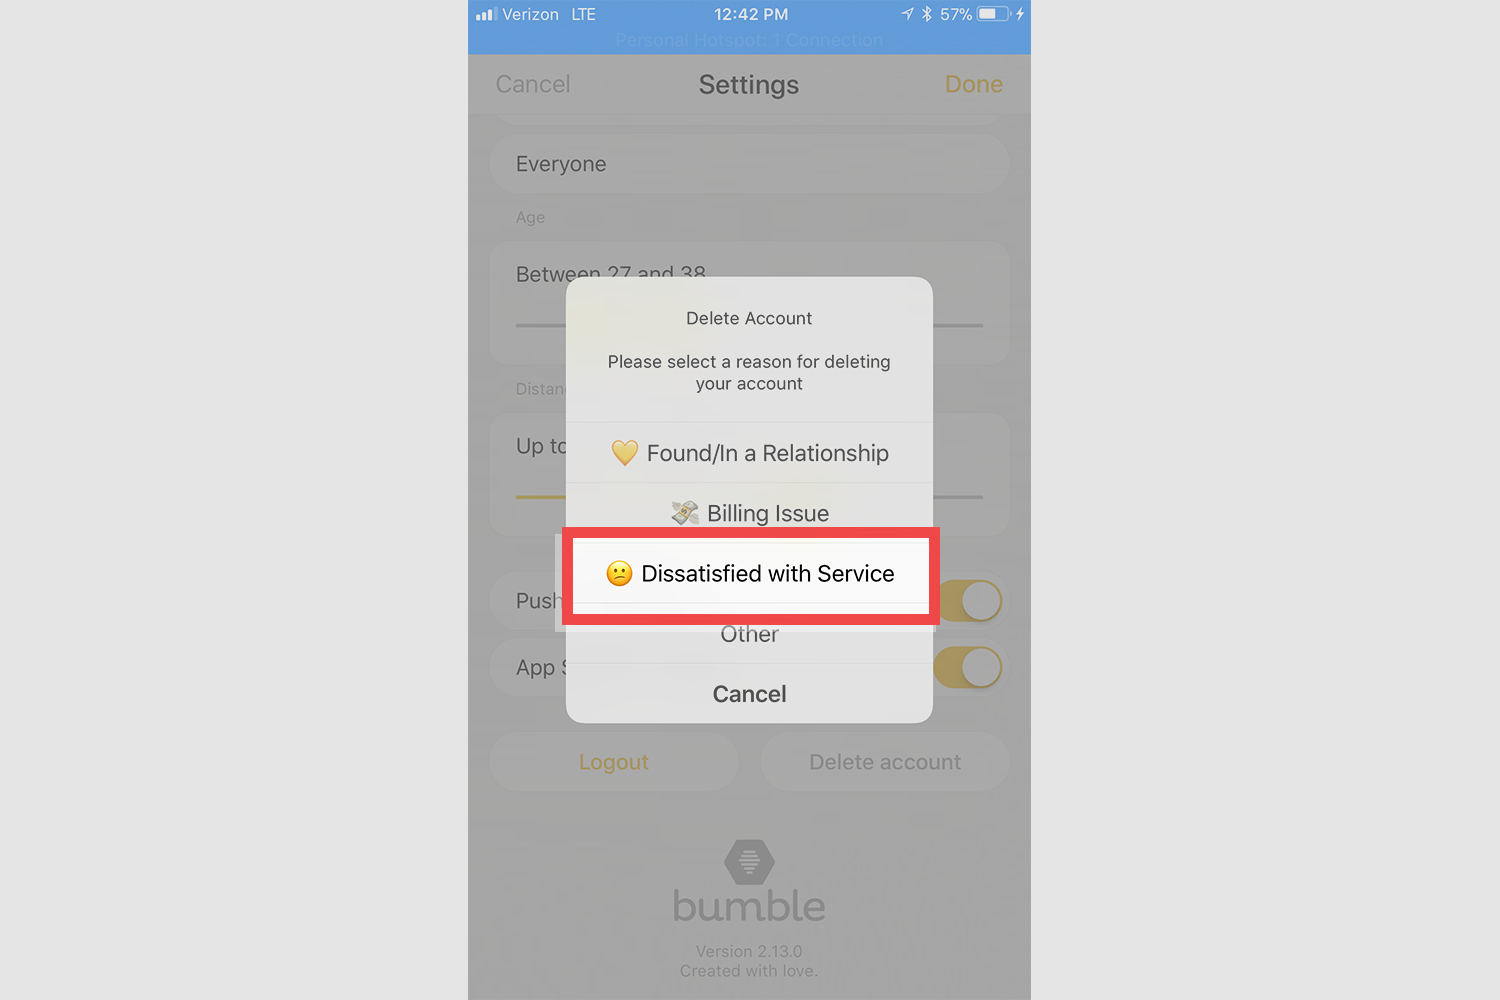 Verizon LTE 12:42 PM 57%
Personal Hotspot: 1 Connection
Cancel Settings Done
Everyone
Age
Between 27 and 38
Delete Account
Please select a reason for deleting
your account
Distan
Up to
💛 Found/In a Relationship
💸 Billing Issue
😕 Dissatisfied with Service
Push
Other
App S
Cancel
Logout Delete account
bumble
Version 2.13.0
Created with love.